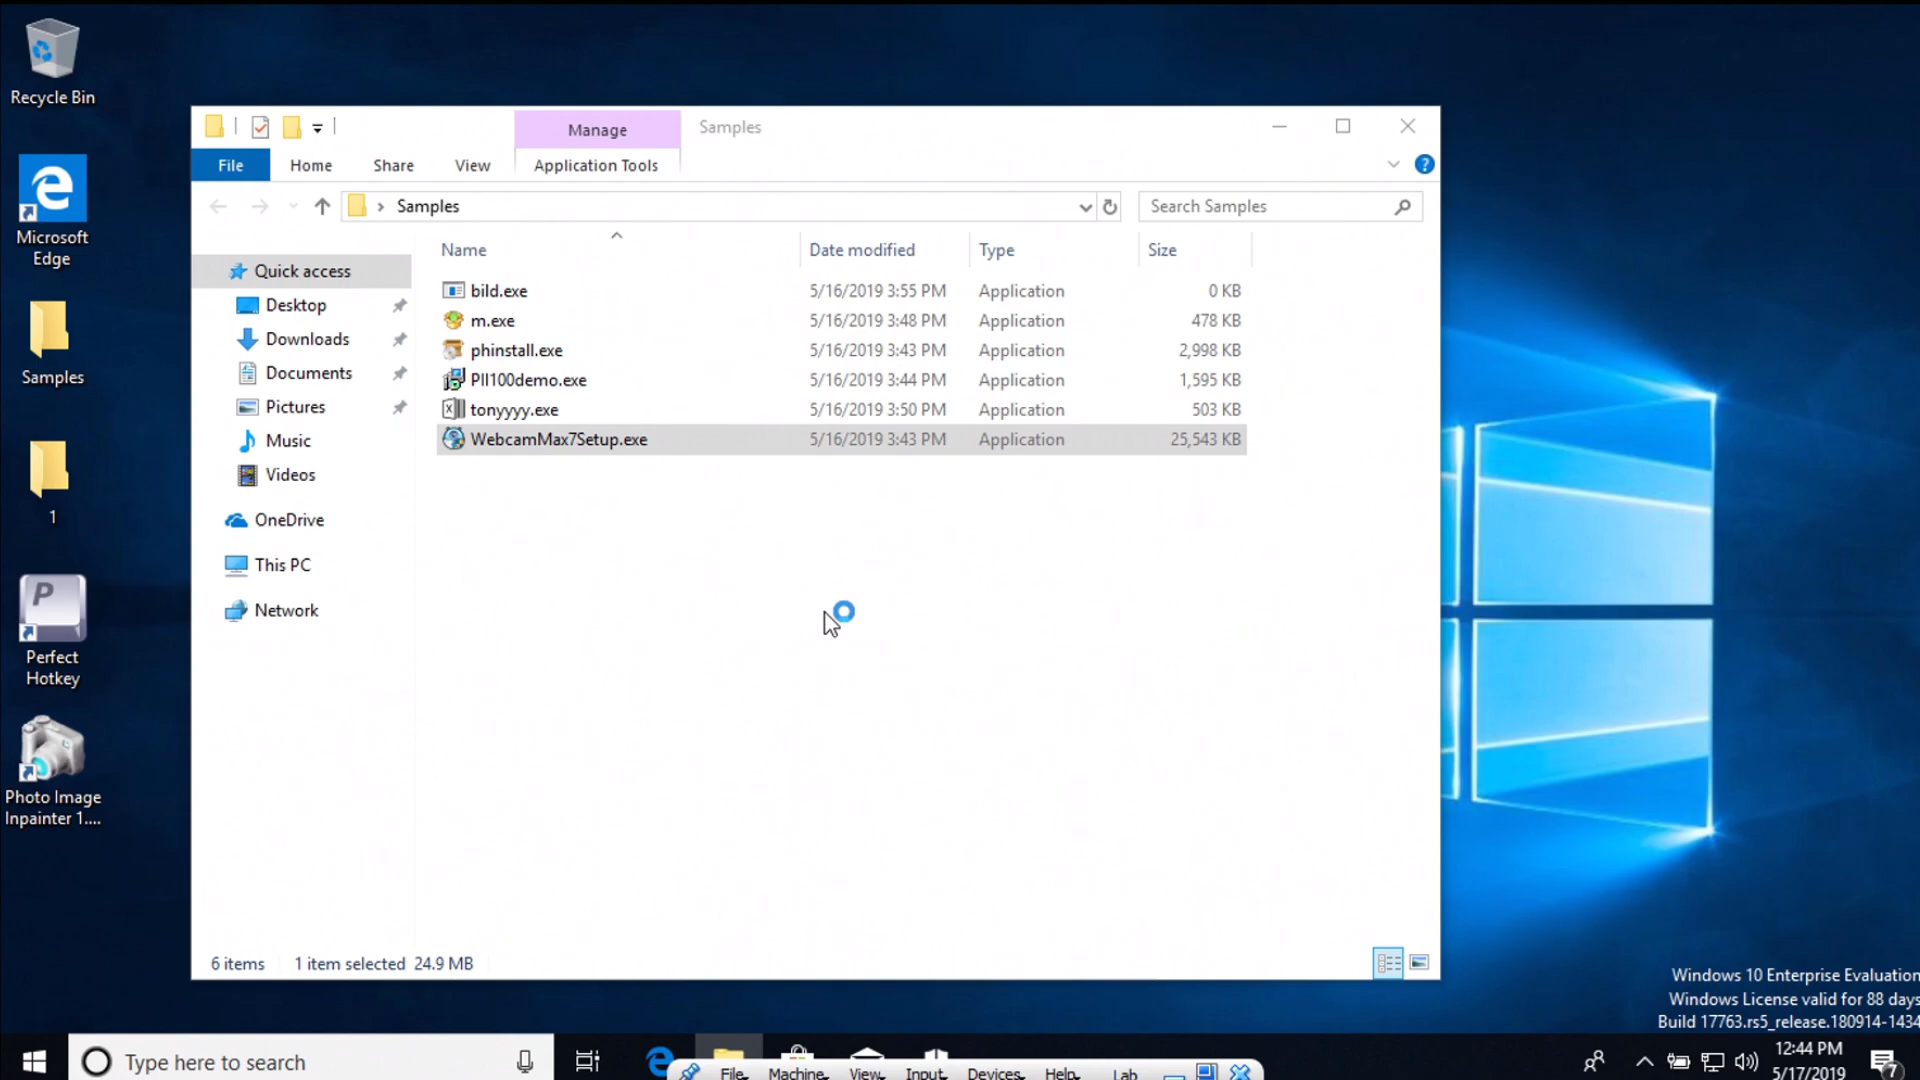 Recycle Bin
Microsoft
Edge
Samples
1
P
Perfect
Hotkey
Photo Image
Inpainter 1....
Manage
Samples
File
Home
Share
View
Application Tools
Samples
Search Samples
Name
Date modified
Type
Size
Quick access
Desktop
Downloads
Documents
Pictures
Music
Videos
OneDrive
This PC
Network
bild.exe 5/16/2019 3:55 PM Application 0 KB
m.exe 5/16/2019 3:48 PM Application 478 KB
phinstall.exe 5/16/2019 3:43 PM Application 2,998 KB
PII100demo.exe 5/16/2019 3:44 PM Application 1,595 KB
tonyyyy.exe 5/16/2019 3:50 PM Application 503 KB
WebcamMax7Setup.exe 5/16/2019 3:43 PM Application 25,543 KB
6 items 1 item selected 24.9 MB
Windows 10 Enterprise Evaluation
Windows License valid for 88 days
Build 17763.rs5_release.180914-1434
Type here to search
File Machine View Input Devices Help Lab
12:44 PM
5/17/2019
7